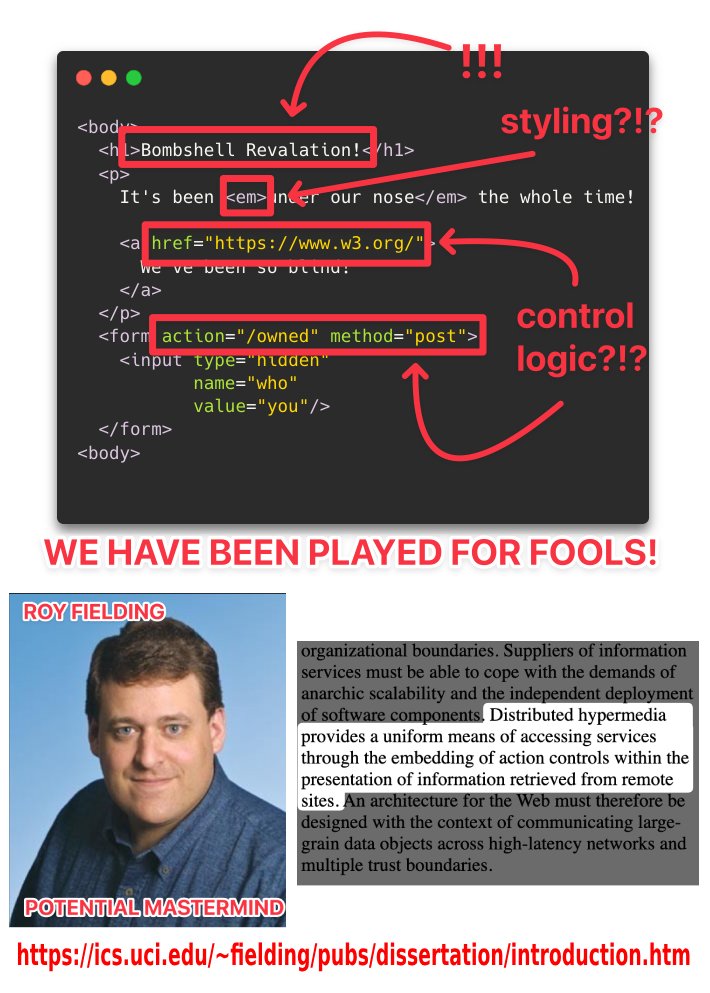 !!!
styling?!?
<body>
<h1>Bombshell Revalation!</h1>
<p>
It's been <em>under our nose</em> the whole time!
<a href="https://www.w3.org/">
We've been so blind!
</a>
</p>
control
logic?!?
<form action="/owned" method="post">
<input type="hidden"
name="who"
value="you"/>
</form>
<body>
WE HAVE BEEN PLAYED FOR FOOLS!
ROY FIELDING
POTENTIAL MASTERMIND
organizational boundaries. Suppliers of information
services must be able to cope with the demands of
anarchic scalability and the independent deployment
of software components. Distributed hypermedia
provides a uniform means of accessing services
through the embedding of action controls within the
presentation of information retrieved from remote
sites. An architecture for the Web must therefore be
designed with the context of communicating large-
grain data objects across high-latency networks and
multiple trust boundaries.
https://ics.uci.edu/~fielding/pubs/dissertation/introduction.htm